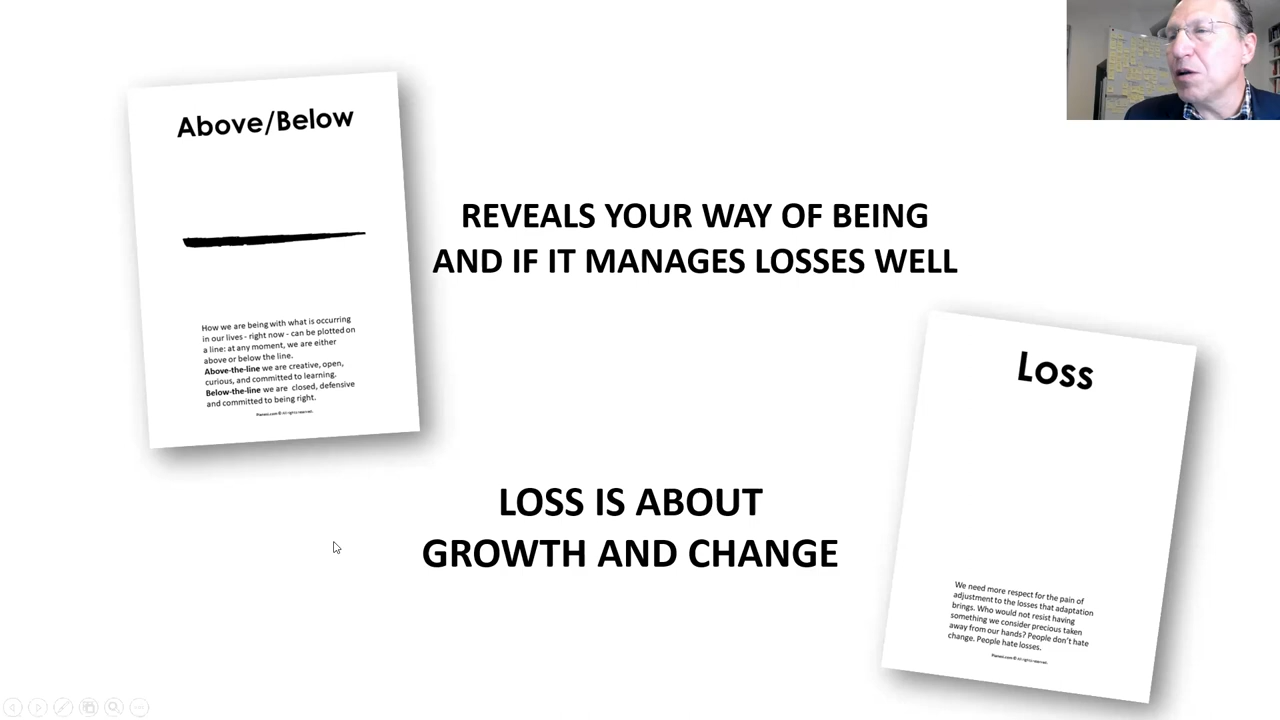 Above/Below
REVEALS YOUR WAY OF BEING
AND IF IT MANAGES LOSSES WELL
How we are being with what is occurring
in our lives - right now - can be plotted on
a line: at any moment, we are either
above or below the line.
Above-the-line we are creative, open,
curious, and committed to learning.
Below-the-line we are closed, defensive
and committed to being right.
Loss
LOSS IS ABOUT
GROWTH AND CHANGE
We need more respect for the pain of
adjustment to the losses that adaptation
brings. Who would not resist having
something we consider precious taken
away from our hands? People don't hate
change. People hate losses.